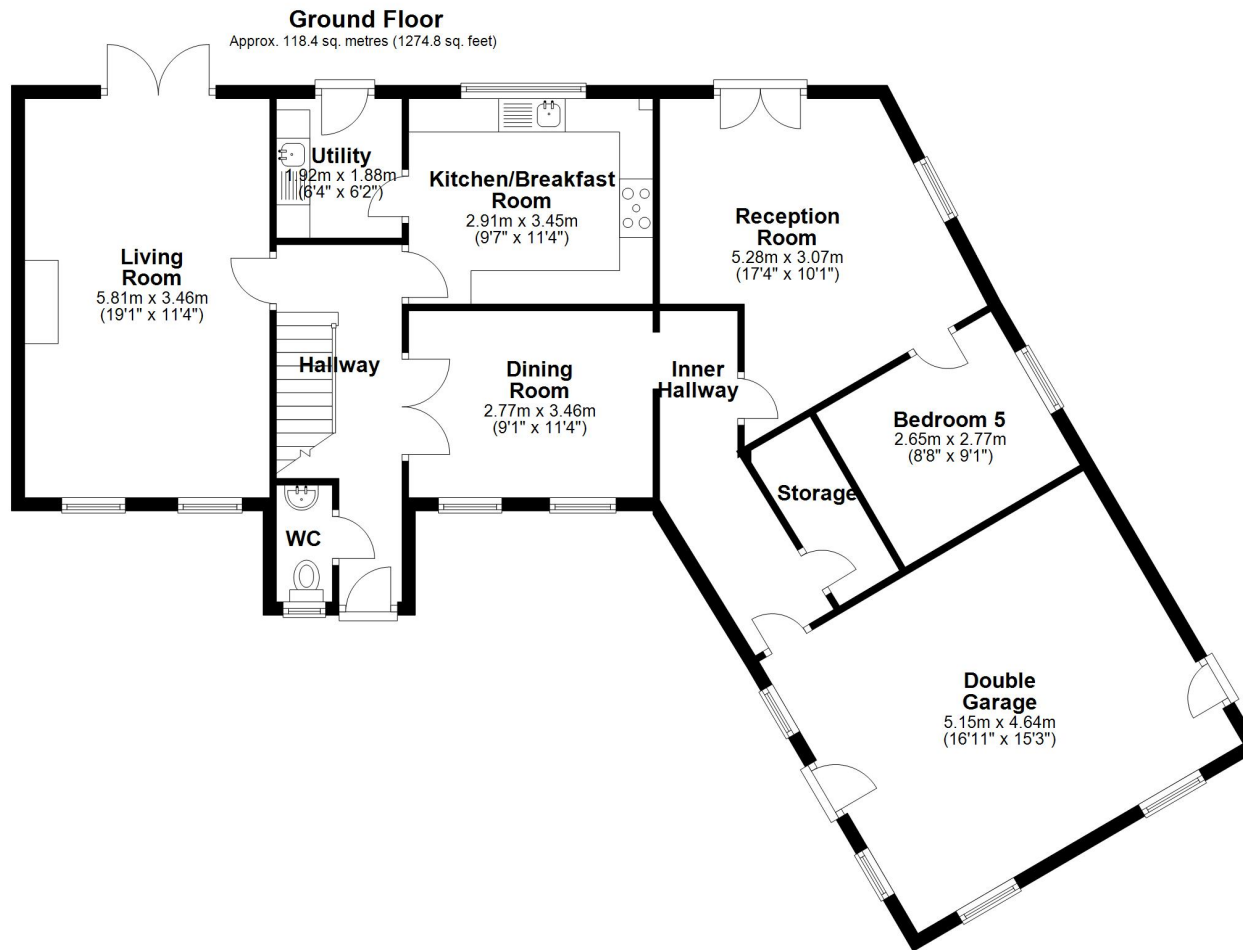 Ground Floor
Approx. 118.4 sq. metres (1274.8 sq. feet)
Utility
1.92m x 1.88m
(6'4" x 6'2")
Kitchen/Breakfast
Room
2.91m x 3.45m
(9'7" x 11'4")
Reception
Room
5.28m x 3.07m
(17'4" x 10'1")
Living
Room
5.81m x 3.46m
(19'1" x 11'4")
Hallway
Dining
Room
2.77m x 3.46m
(9'1" x 11'4")
Inner
Hallway
Bedroom 5
2.65m x 2.77m
(8'8" x 9'1")
Storage
WC
Double
Garage
5.15m x 4.64m
(16'11" x 15'3")